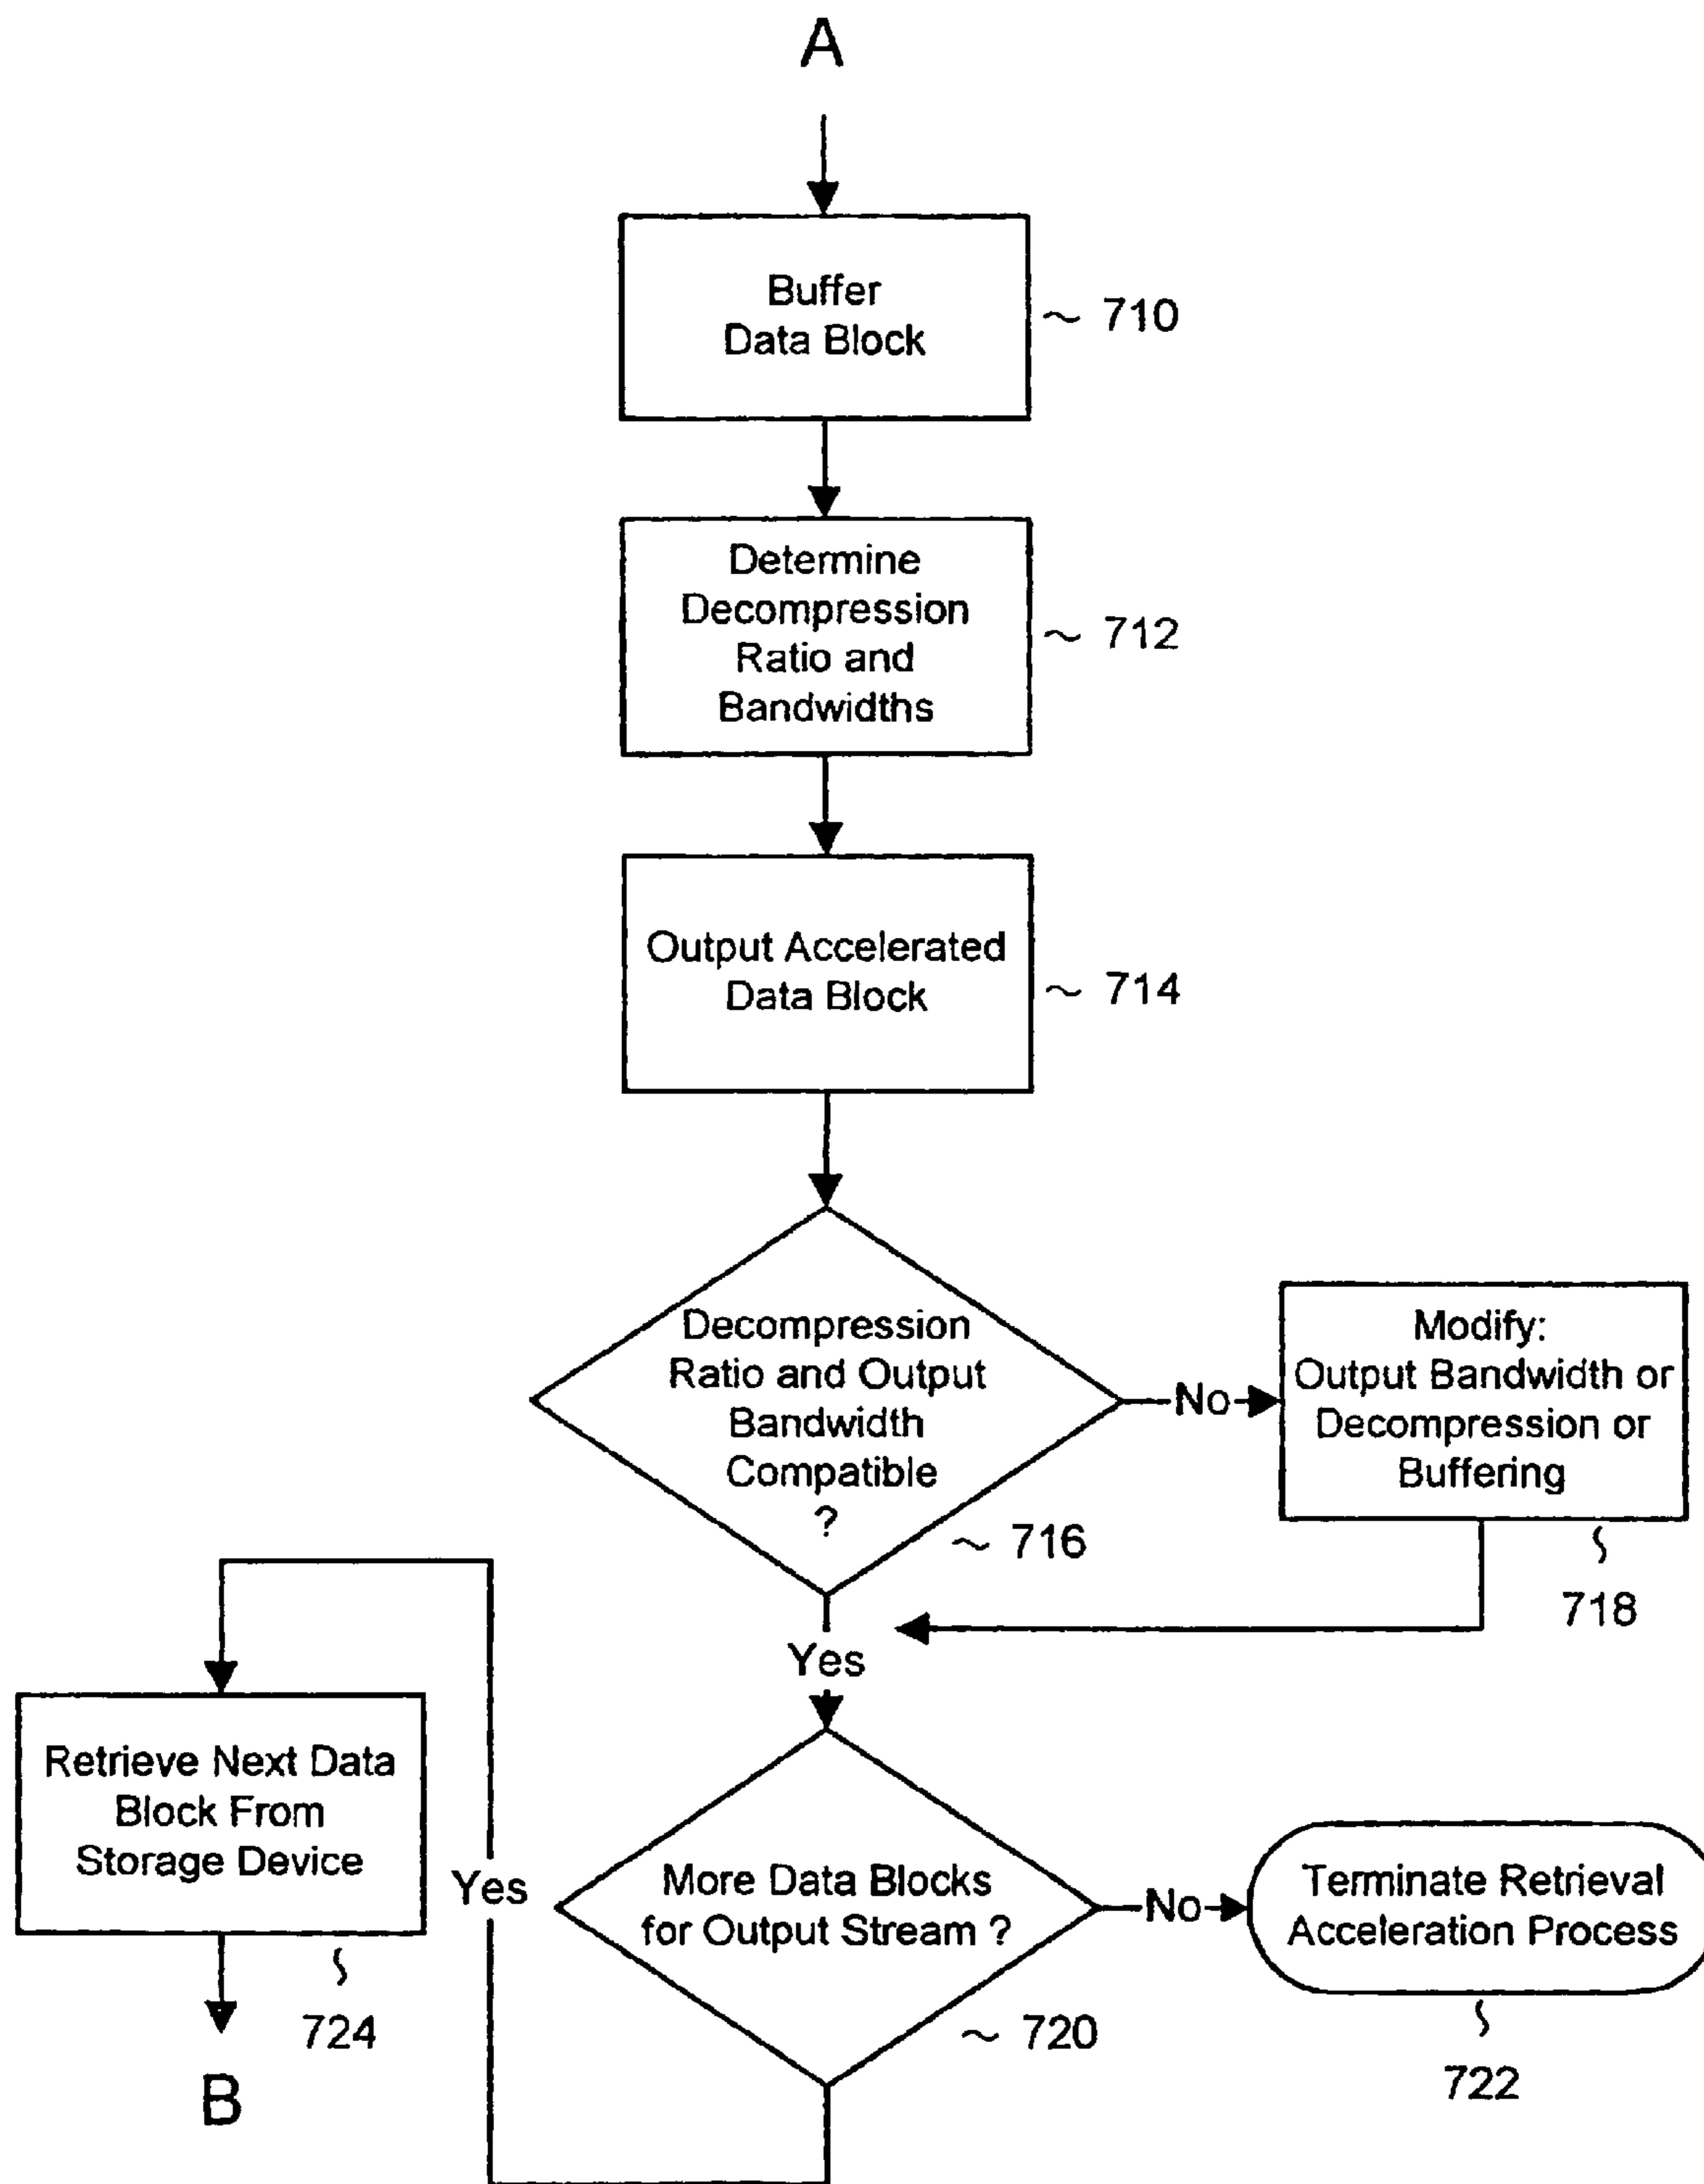 A
Buffer
Data Block
~ 710
Determine
Decompression
Ratio and
Bandwidths
~ 712
Output Accelerated
Data Block
~ 714
Decompression
Ratio and Output
Bandwidth
Compatible
?
~ 716
No
Modify:
Output Bandwidth or
Decompression or
Buffering
718
Yes
More Data Blocks
for Output Stream ?
~ 720
No
Terminate Retrieval
Acceleration Process
722
Yes
Retrieve Next Data
Block From
Storage Device
724
B